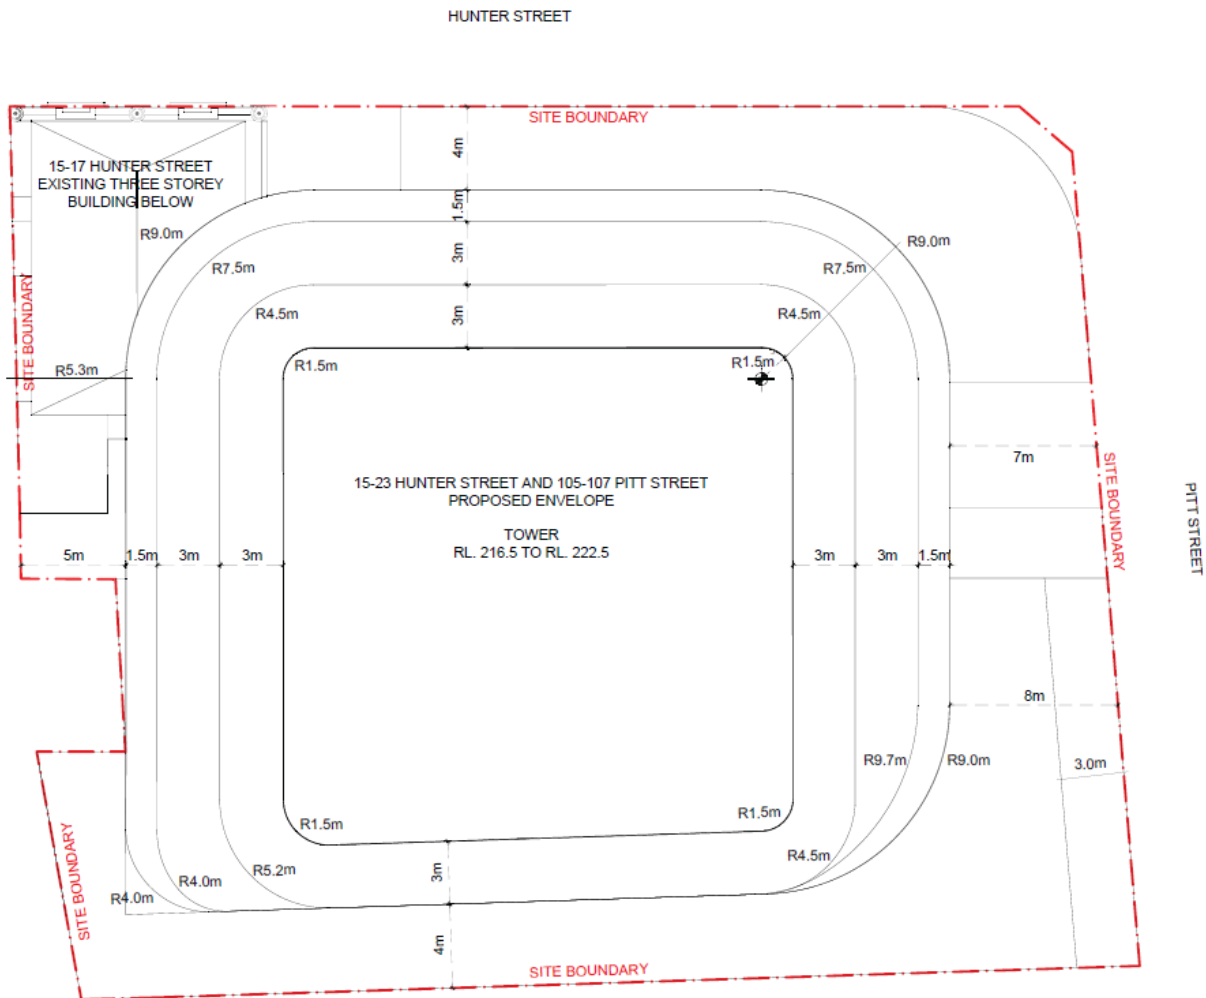 HUNTER STREET
SITE BOUNDARY
4m
15-17 HUNTER STREET
EXISTING THREE STOREY
BUILDING BELOW
1.5m
R9.0m
R9.0m
3m
R7.5m
R7.5m
SITE BOUNDARY
R4.5m
R4.5m
3m
R5.3m
R1.5m
R1.5m
7m
SITE BOUNDARY
PITT STREET
15-23 HUNTER STREET AND 105-107 PITT STREET
PROPOSED ENVELOPE
TOWER
RL. 216.5 TO RL. 222.5
5m
1.5m
3m
3m
3m
3m
1.5m
8m
R9.7m
R9.0m
3.0m
R1.5m
R1.5m
SITE BOUNDARY
R4.0m
R4.0m
R5.2m
3m
R4.5m
4m
SITE BOUNDARY